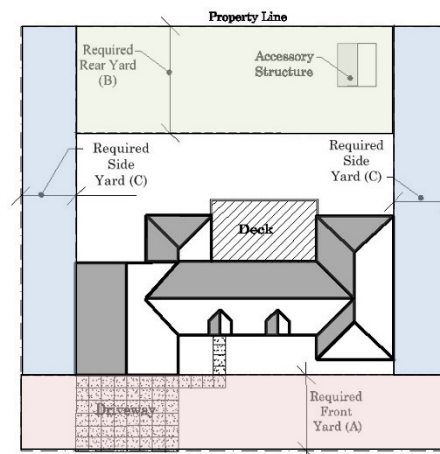 Property Line
Required
Rear Yard
(B)
Accessory
Structure
Required
Side
Yard (C)
Required
Side
Yard (C)
Deck
Driveway
Required
Front
Yard (A)